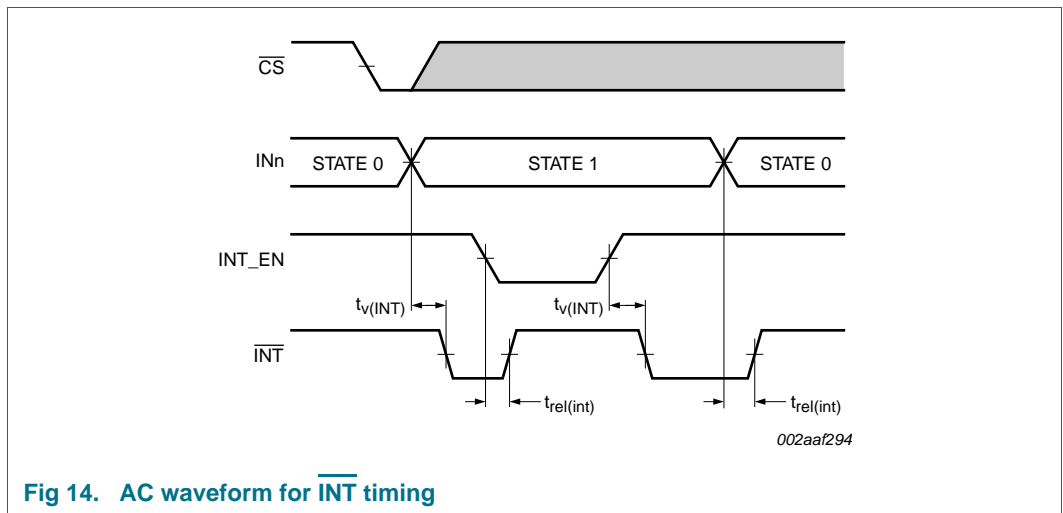 CS
INn STATE 0 STATE 1 STATE 0
INT_EN
tv(INT) tv(INT)
INT
trel(int) trel(int)
002aaf294
Fig 14. AC waveform for INT timing